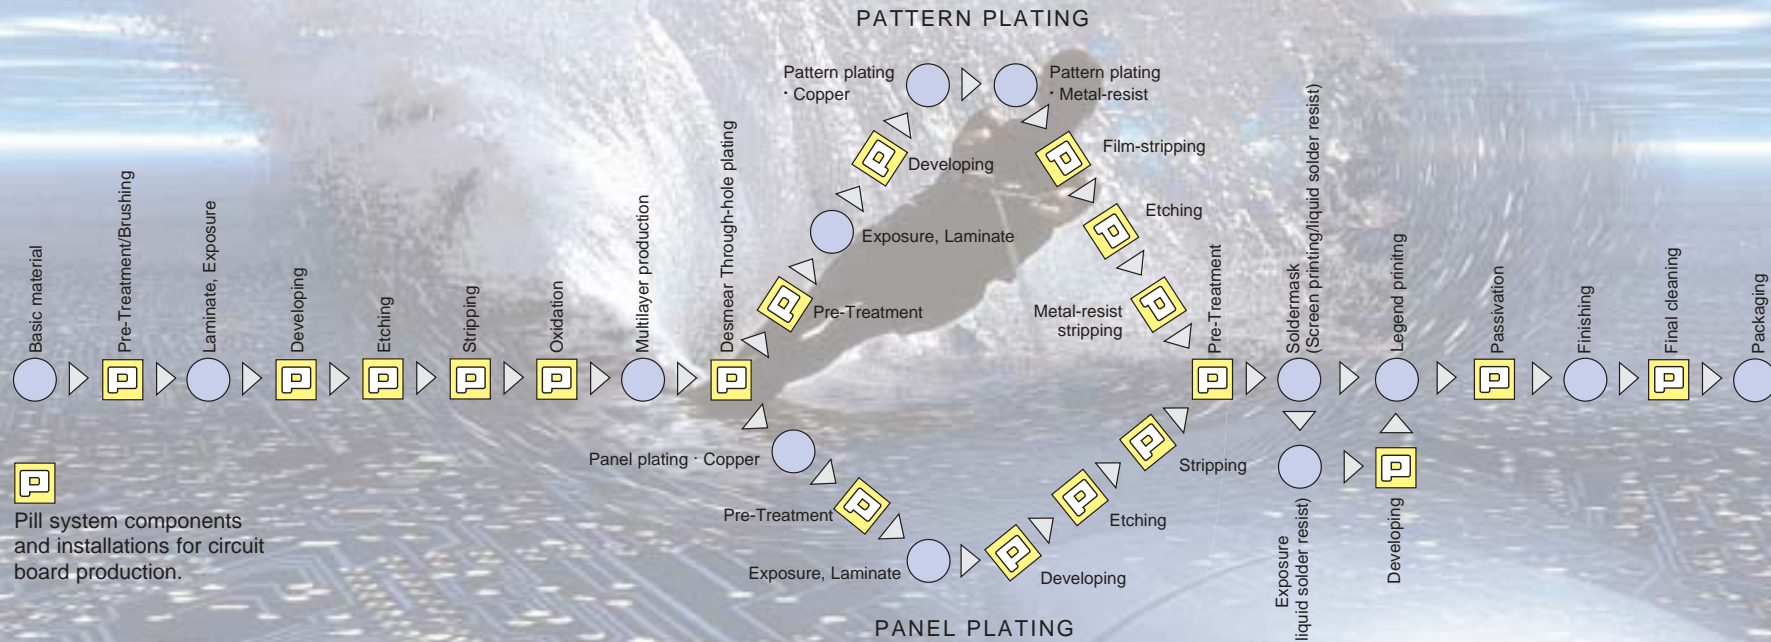 PATTERN PLATING
Pattern plating
· Copper
Pattern plating
· Metal-resist
Developing
Film-stripping
Exposure, Laminate
Etching
Pre-Treatment
Metal-resist
stripping
Basic material
Pre-Treatment/Brushing
Laminate, Exposure
Developing
Etching
Stripping
Oxidation
Multilayer production
Desmear Through-hole plating
Pre-Treatment
Soldermask
(Screen printing/liquid solder resist)
Legend prinitng
Passivation
Finishing
Final cleaning
Packaging
Panel plating · Copper
Pre-Treatment
Exposure, Laminate
Developing
Etching
Stripping
Exposure
liquid solder resist)
Developing
P
Pill system components
and installations for circuit
board production.
PANEL PLATING